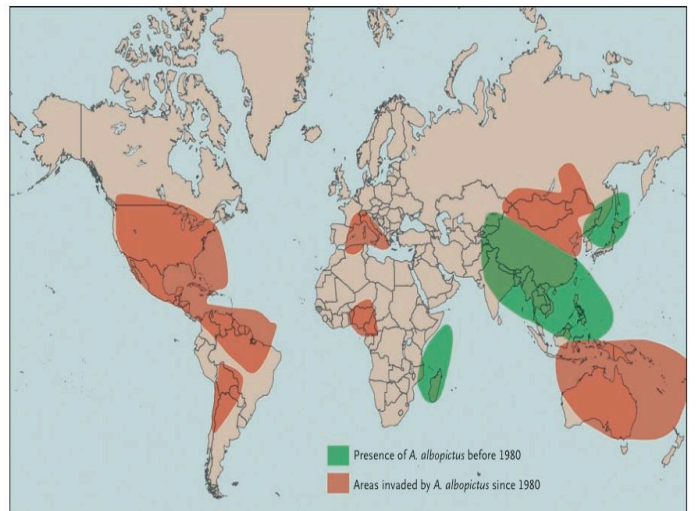 Presence of A. albopictus before 1980
Areas invaded by A. albopictus since 1980